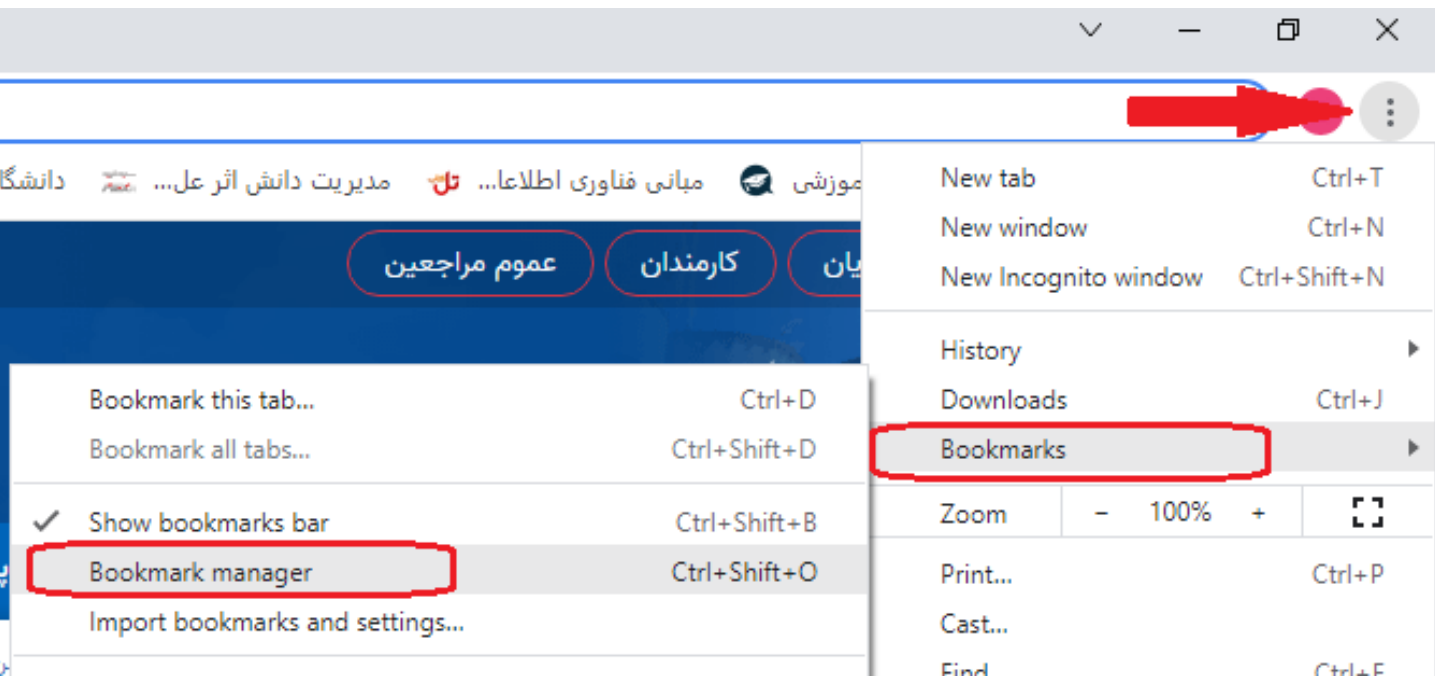 مبانی فناوری اطلاعا...
مدیریت دانش اثر عل...
کارمندان
عموم مراجعین
New tab Ctrl+T
New window Ctrl+N
New Incognito window Ctrl+Shift+N
History
Downloads Ctrl+J
Bookmarks
Zoom - 100% +
Print... Ctrl+P
Cast...
Find
Bookmark this tab... Ctrl+D
Bookmark all tabs... Ctrl+Shift+D
Show bookmarks bar Ctrl+Shift+B
Bookmark manager Ctrl+Shift+O
Import bookmarks and settings...